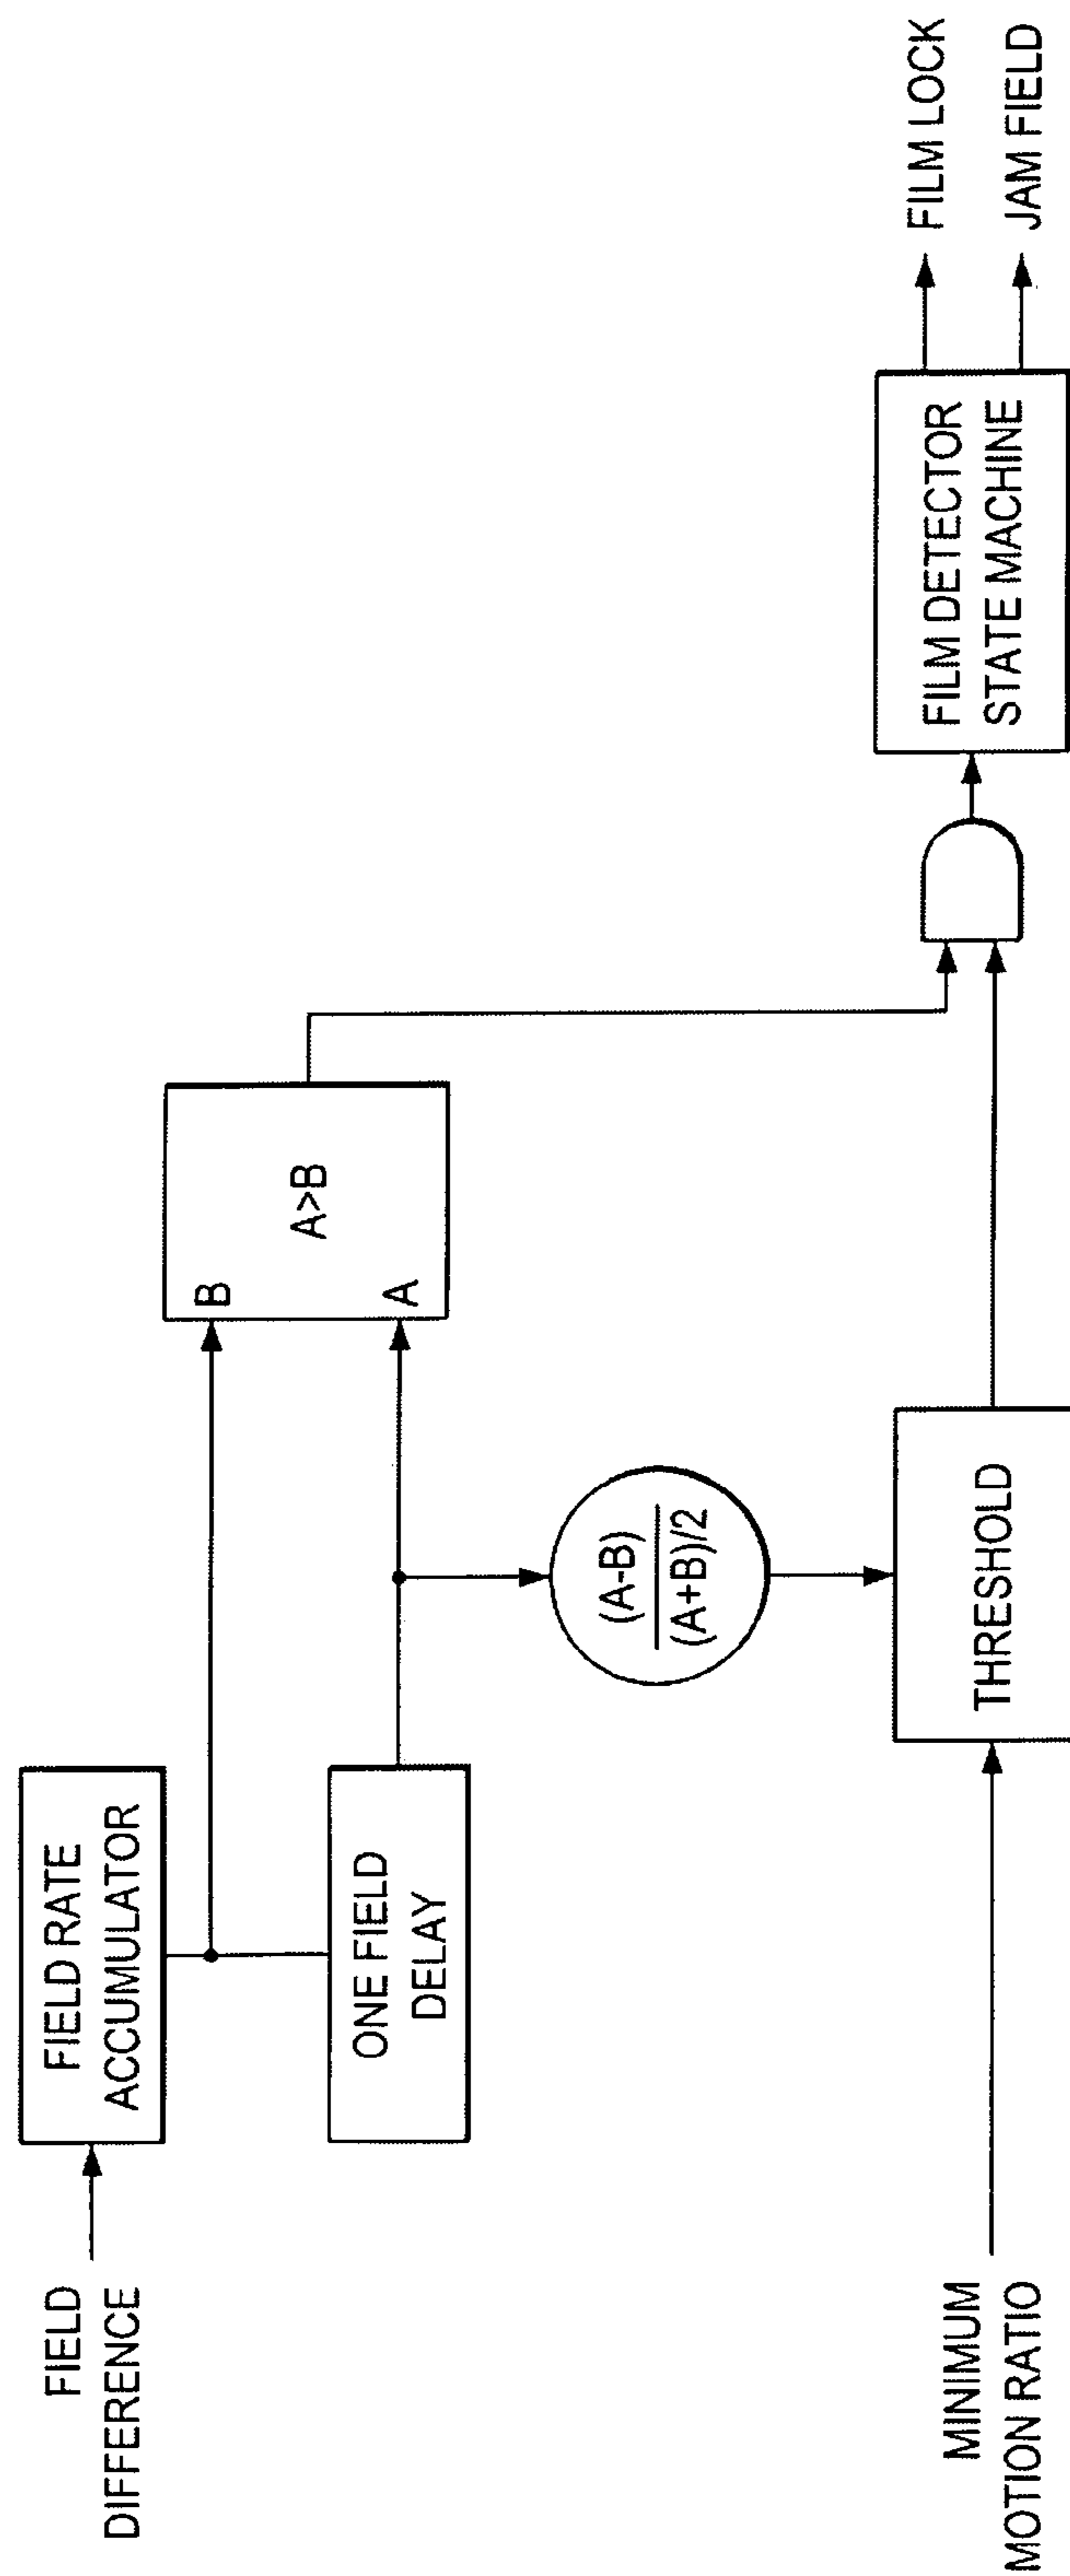 FIELD
DIFFERENCE
FIELD RATE
ACCUMULATOR
ONE FIELD
DELAY
B
A
A>B
(A-B)
(A+B)/2
MINIMUM
MOTION RATIO
THRESHOLD
FILM DETECTOR
STATE MACHINE
FILM LOCK
JAM FIELD